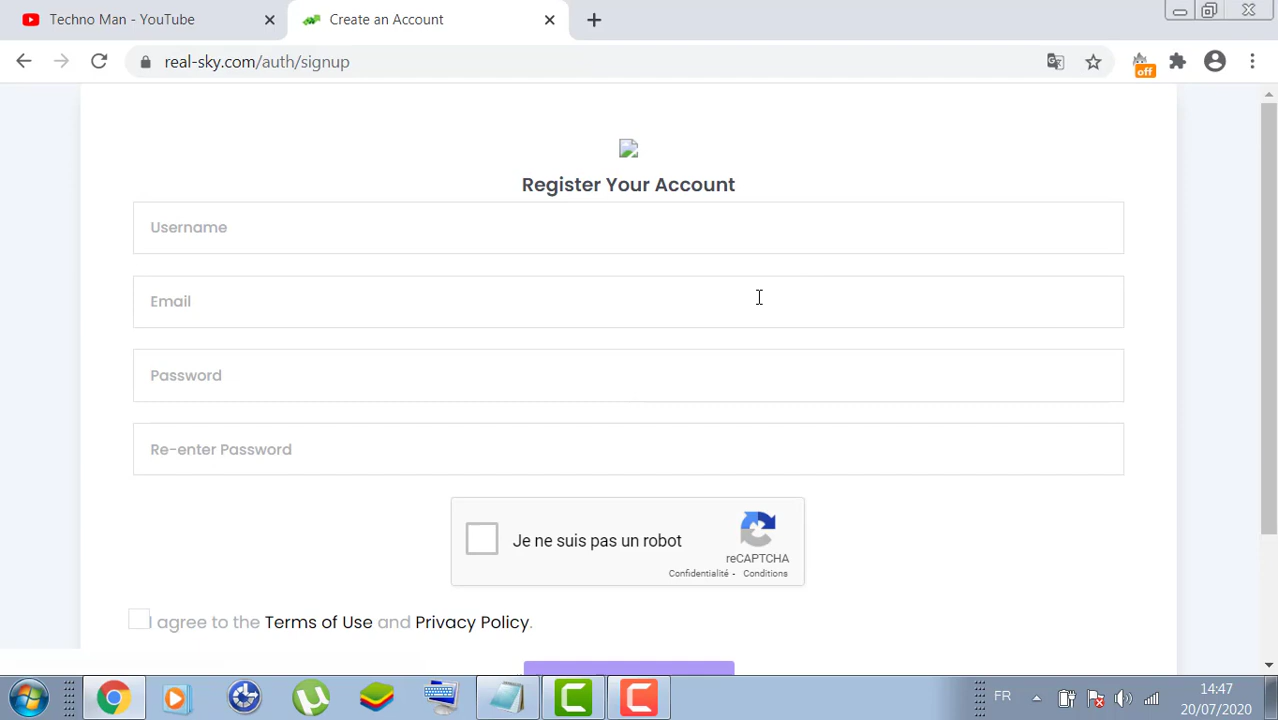 Techno Man - YouTube
Create an Account
real-sky.com/auth/signup
off
Register Your Account
Username
Email
Password
Re-enter Password
Je ne suis pas un robot
reCAPTCHA
Confidentialité - Conditions
I agree to the Terms of Use and Privacy Policy.
FR
14:47
20/07/2020